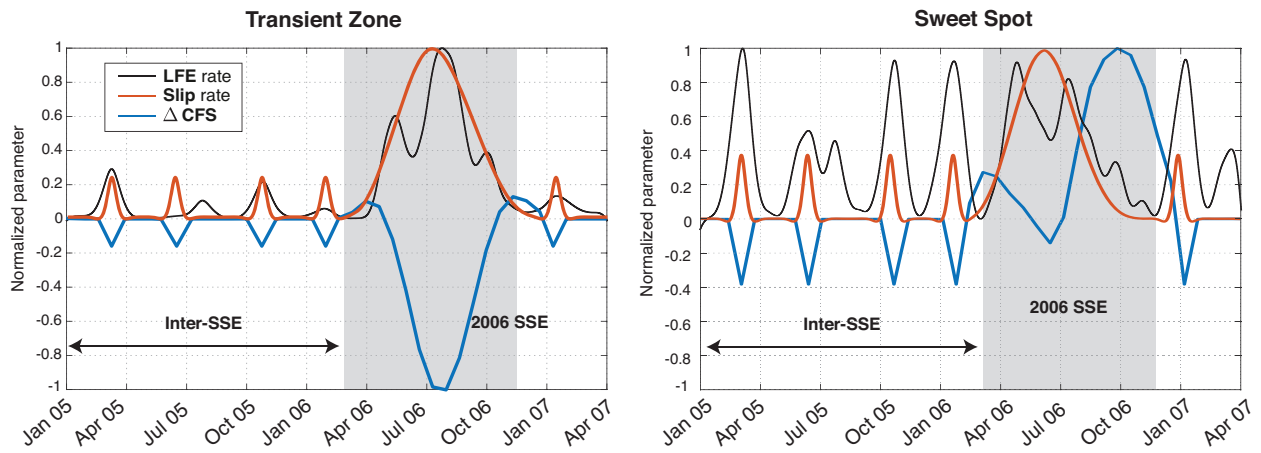 Transient Zone
Normalized parameter
1
0.8
0.6
0.4
0.2
0
-0.2
-0.4
-0.6
-0.8
-1
LFE rate
Slip rate
Δ CFS
Inter-SSE
2006 SSE
Jan 05
Apr 05
Jul 05
Oct 05
Jan 06
Apr 06
Jul 06
Oct 06
Jan 07
Apr 07
Sweet Spot
Normalized parameter
1
0.8
0.6
0.4
0.2
0
-0.2
-0.4
-0.6
-0.8
-1
Inter-SSE
2006 SSE
Jan 05
Apr 05
Jul 05
Oct 05
Jan 06
Apr 06
Jul 06
Oct 06
Jan 07
Apr 07